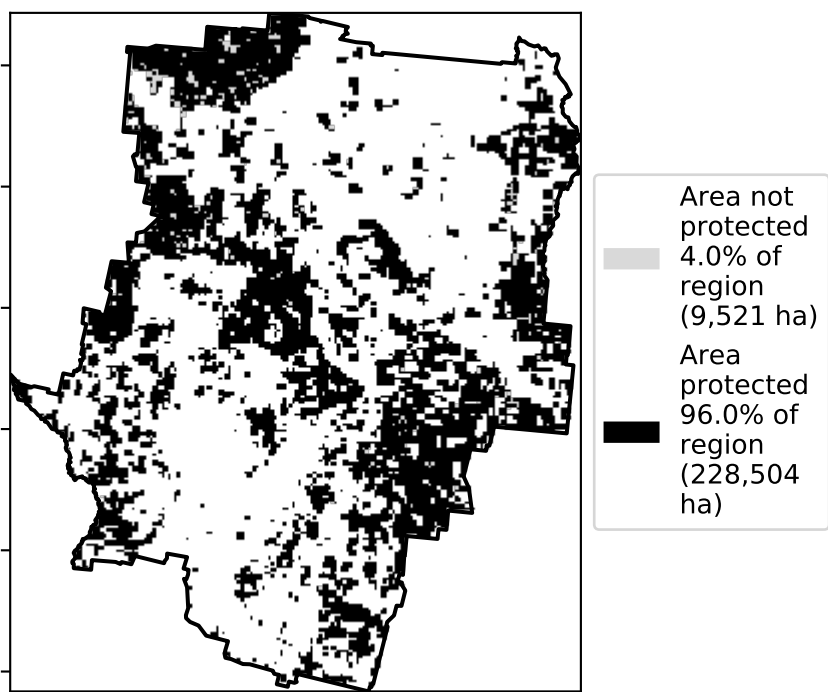 Area not
protected
4.0% of
region
(9,521 ha)
Area
protected
96.0% of
region
(228,504
ha)